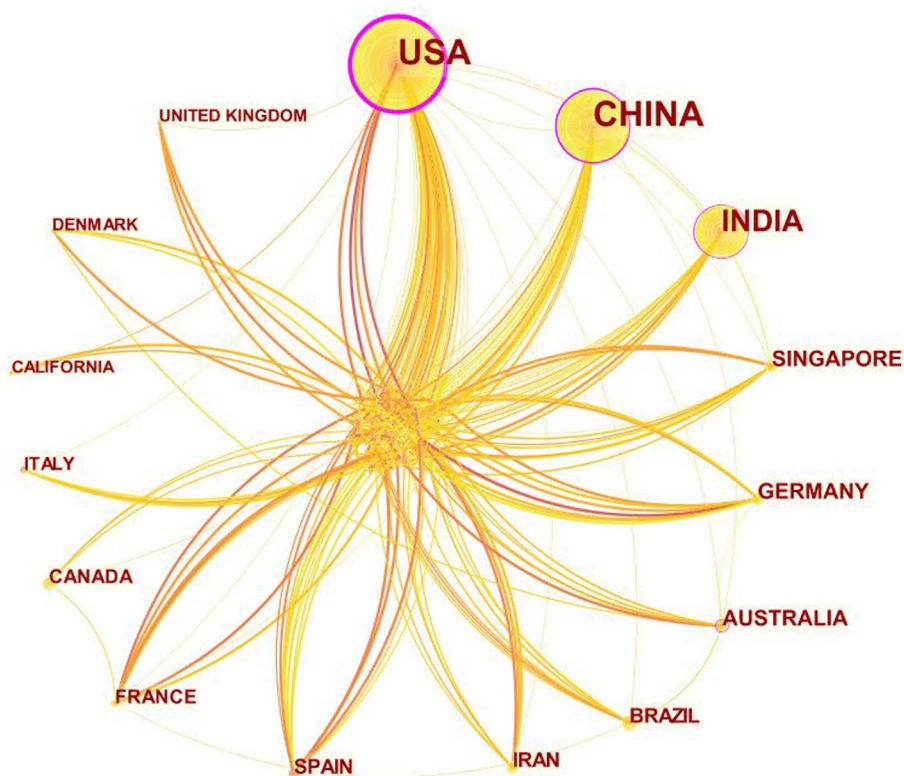 USA
CHINA
UNITED KINGDOM
INDIA
DENMARK
SINGAPORE
CALIFORNIA
ITALY
GERMANY
CANADA
AUSTRALIA
FRANCE
BRAZIL
IRAN
SPAIN